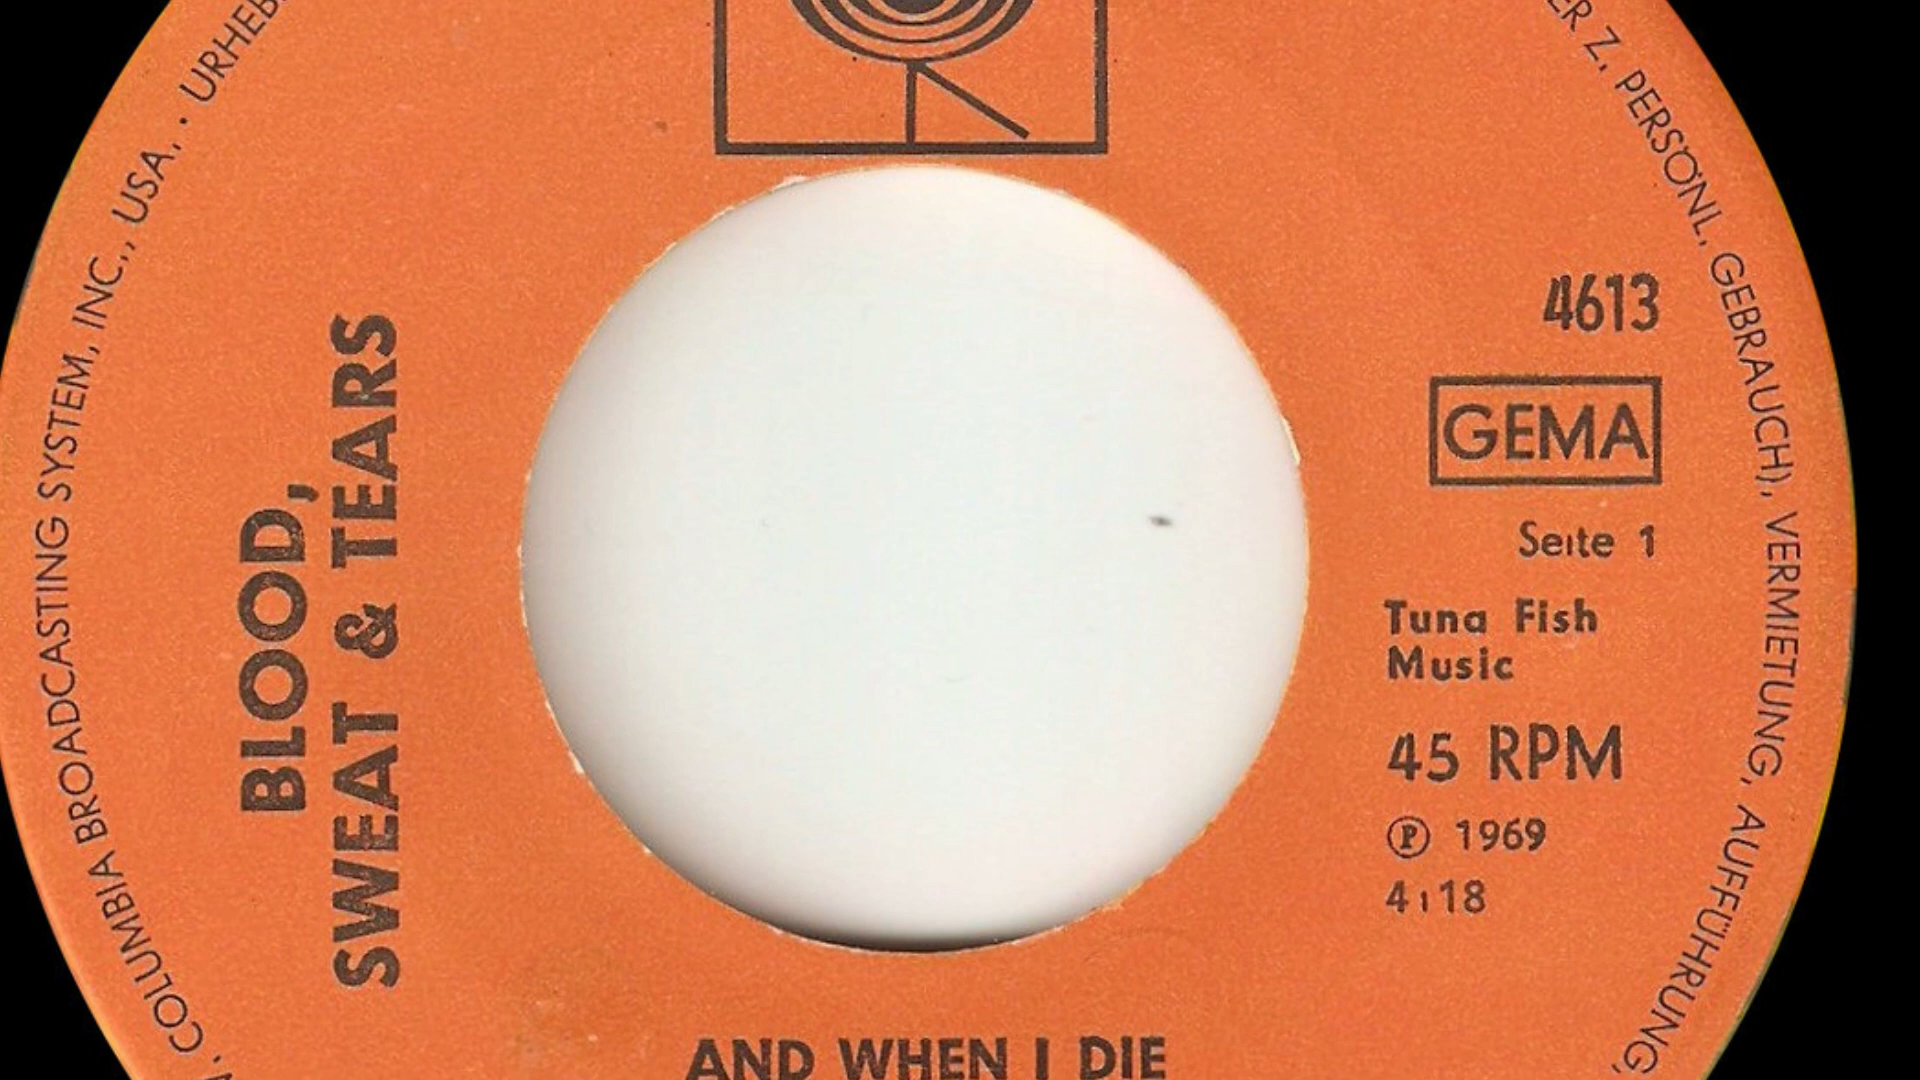 BLOOD,
SWEAT & TEARS
4613
GEMA
Seite 1
Tuna Fish
Music
45 RPM
Ⓟ 1969
4:18
AND WHEN I DIE
COLUMBIA BROADCASTING SYSTEM, INC., USA. ·
Z. PERSÖNL. GEBRAUCH), VERMIETUNG, AUFFÜHRUNG,